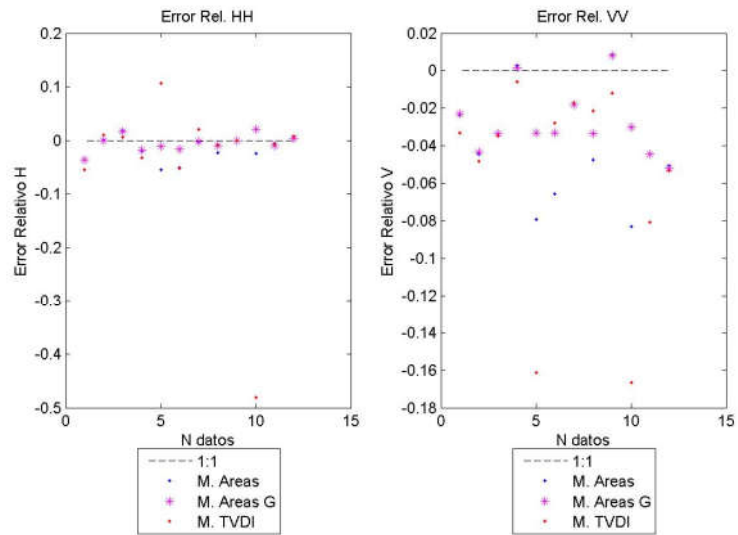 Error Rel. HH
0.2
0.1
0
-0.1
-0.2
-0.3
-0.4
-0.5
Error Relativo H
0
5
10
15
N datos
1:1
M. Areas
M. Areas G
M. TVDI
Error Rel. VV
0.02
0
-0.02
-0.04
-0.06
-0.08
-0.1
-0.12
-0.14
-0.16
-0.18
Error Relativo V
0
5
10
15
N datos
1:1
M. Areas
M. Areas G
M. TVDI